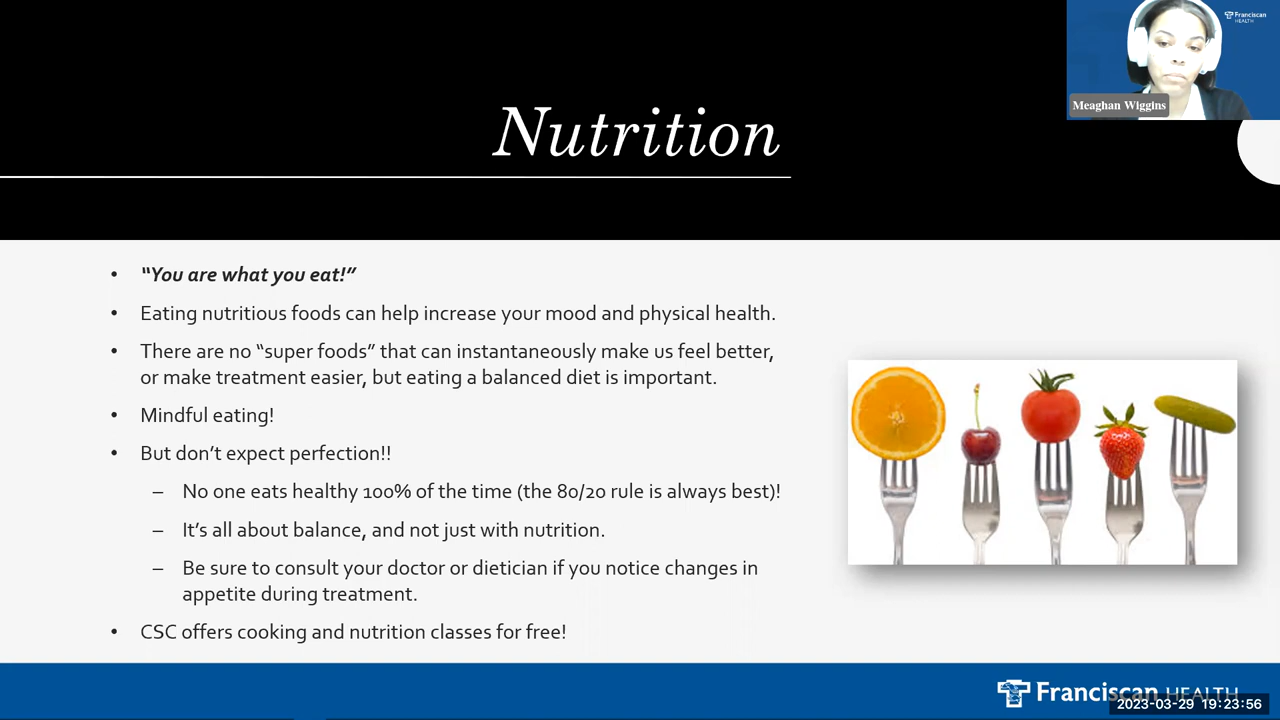 Franciscan
HEALTH
Meaghan Wiggins
Nutrition
• “You are what you eat!”
• Eating nutritious foods can help increase your mood and physical health.
• There are no “super foods” that can instantaneously make us feel better,
or make treatment easier, but eating a balanced diet is important.
• Mindful eating!
• But don’t expect perfection!!
– No one eats healthy 100% of the time (the 80/20 rule is always best)!
– It’s all about balance, and not just with nutrition.
– Be sure to consult your doctor or dietician if you notice changes in
appetite during treatment.
• CSC offers cooking and nutrition classes for free!
Franciscan HEALTH
2023-03-29 19:23:56